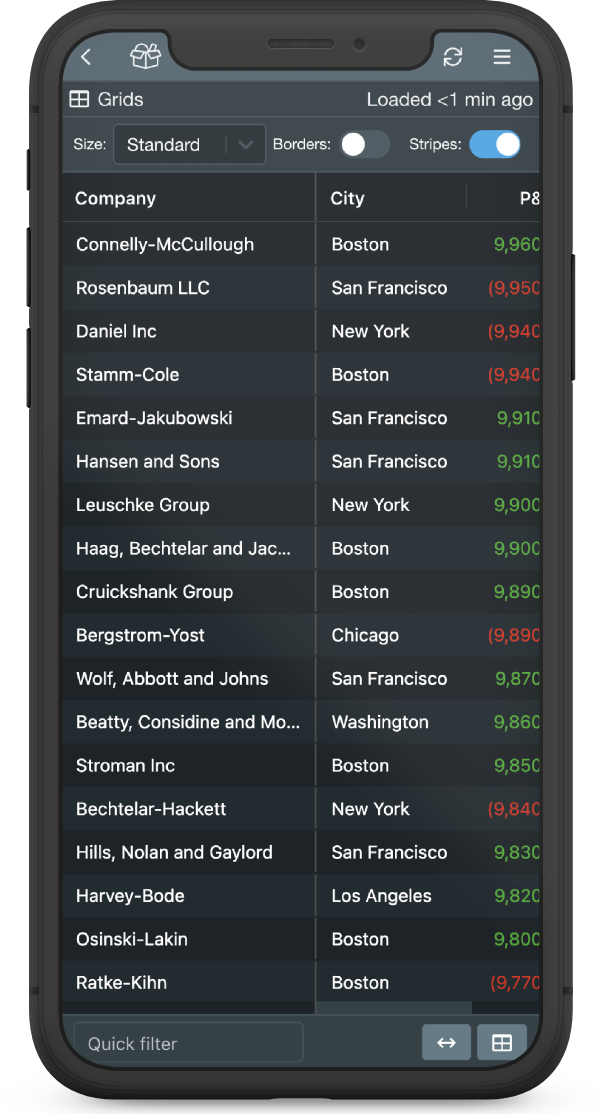 Grids Loaded <1 min ago
Size: Standard Borders: Stripes:
Company City P&
Connelly-McCullough Boston 9,960
Rosenbaum LLC San Francisco (9,950
Daniel Inc New York (9,940
Stamm-Cole Boston (9,940
Emard-Jakubowski San Francisco 9,910
Hansen and Sons San Francisco 9,910
Leuschke Group New York 9,900
Haag, Bechtelar and Jac... Boston 9,900
Cruickshank Group Boston 9,890
Bergstrom-Yost Chicago (9,890
Wolf, Abbott and Johns San Francisco 9,870
Beatty, Considine and Mo... Washington 9,860
Stroman Inc Boston 9,850
Bechtelar-Hackett New York (9,840
Hills, Nolan and Gaylord San Francisco 9,830
Harvey-Bode Los Angeles 9,820
Osinski-Lakin Boston 9,800
Ratke-Kihn Boston (9,770
Quick filter